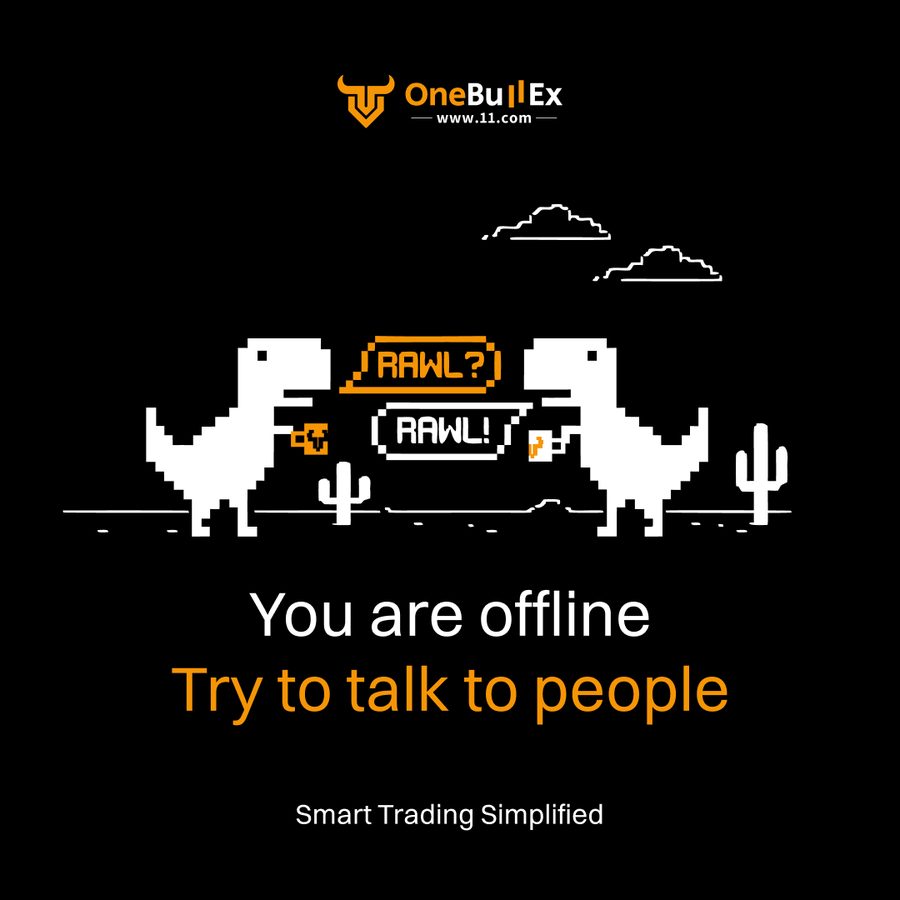 OneBullEx
www.11.com
RAWL?
RAWL!
You are offline
Try to talk to people
Smart Trading Simplified